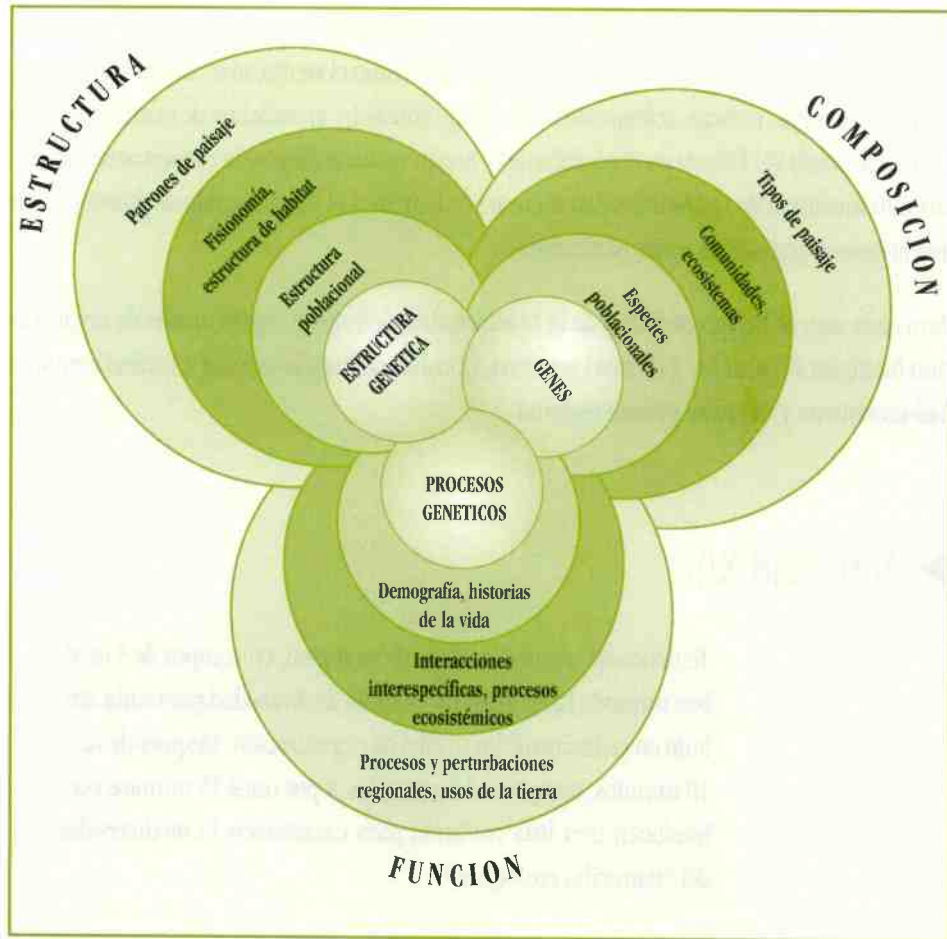 ESTRUCTURA
Patrones de paisaje
Fisionomía,
estructura de habitat
Estructura
poblacional
ESTRUCTURA
GENETICA
COMPOSICION
Tipos de paisaje
Comunidades,
ecosistemas
Especies
poblacionales
GENES
PROCESOS
GENETICOS
Demografía, historias
de la vida
Interacciones
interespecíficas, procesos
ecosistémicos
Procesos y perturbaciones
regionales, usos de la tierra
FUNCION